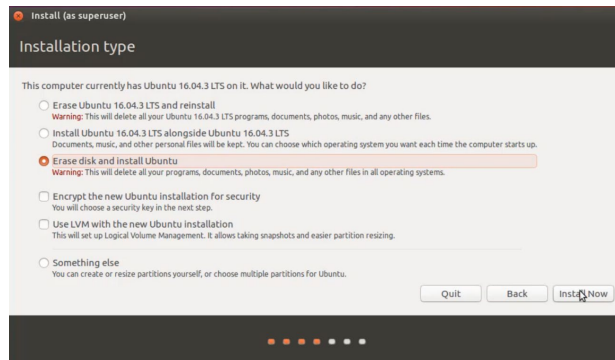 Install (as superuser)
Installation type
This computer currently has Ubuntu 16.04.3 LTS on it. What would you like to do?
Erase Ubuntu 16.04.3 LTS and reinstall
Warning: This will delete all your Ubuntu 16.04.3 LTS programs, documents, photos, music, and any other files.
Install Ubuntu 16.04.3 LTS alongside Ubuntu 16.04.3 LTS
Documents, music, and other personal files will be kept. You can choose which operating system you want each time the computer starts up.
Erase disk and install Ubuntu
Warning: This will delete all your programs, documents, photos, music, and any other files in all operating systems.
Encrypt the new Ubuntu installation for security
You will choose a security key in the next step.
Use LVM with the new Ubuntu installation
This will set up Logical Volume Management. It allows taking snapshots and easier partition resizing.
Something else
You can create or resize partitions yourself, or choose multiple partitions for Ubuntu.
Quit Back Install Now